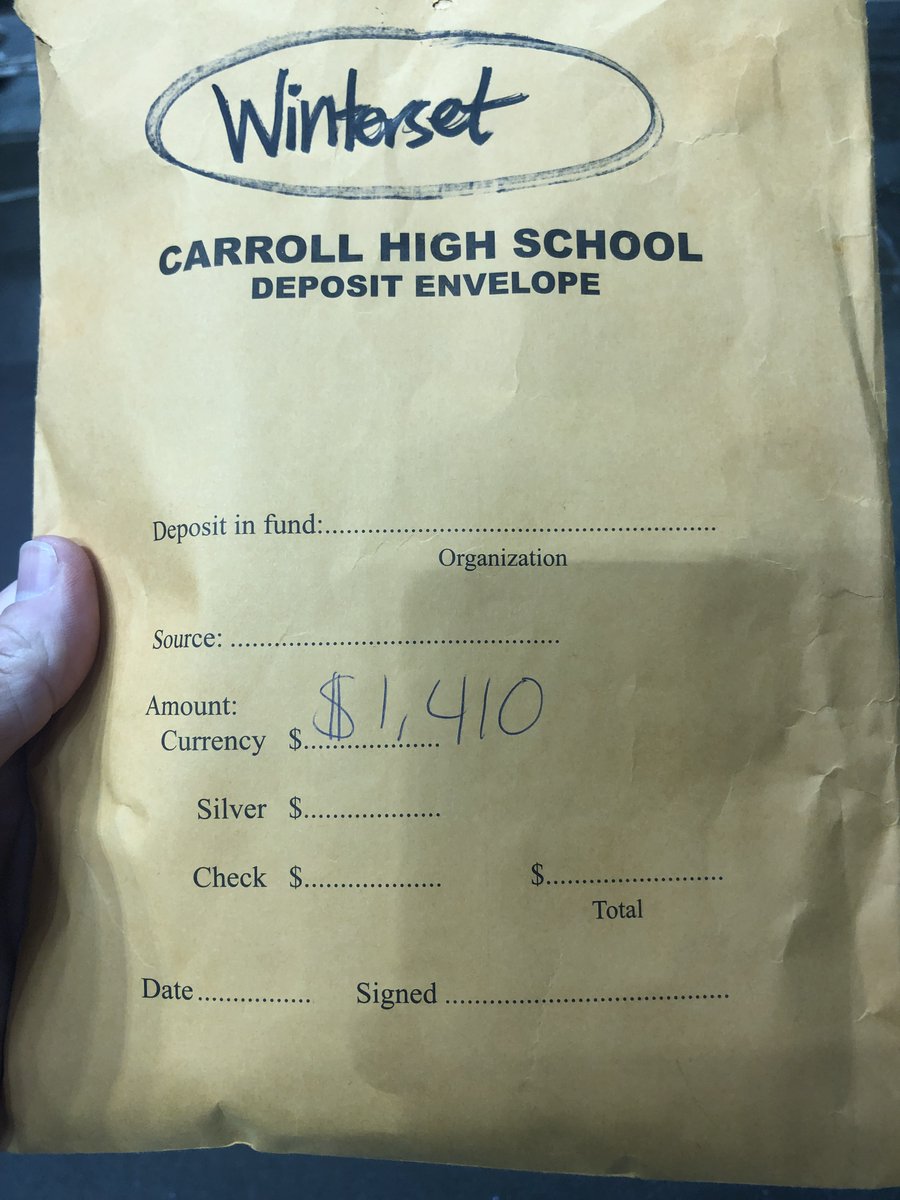 Winterset
CARROLL HIGH SCHOOL
DEPOSIT ENVELOPE
Deposit in fund:..........................................................
Organization
Source: ................................................
Amount: $1,410
Currency $....................
Silver $....................
Check $.................... $..........................
Total
Date ................. Signed ..........................................